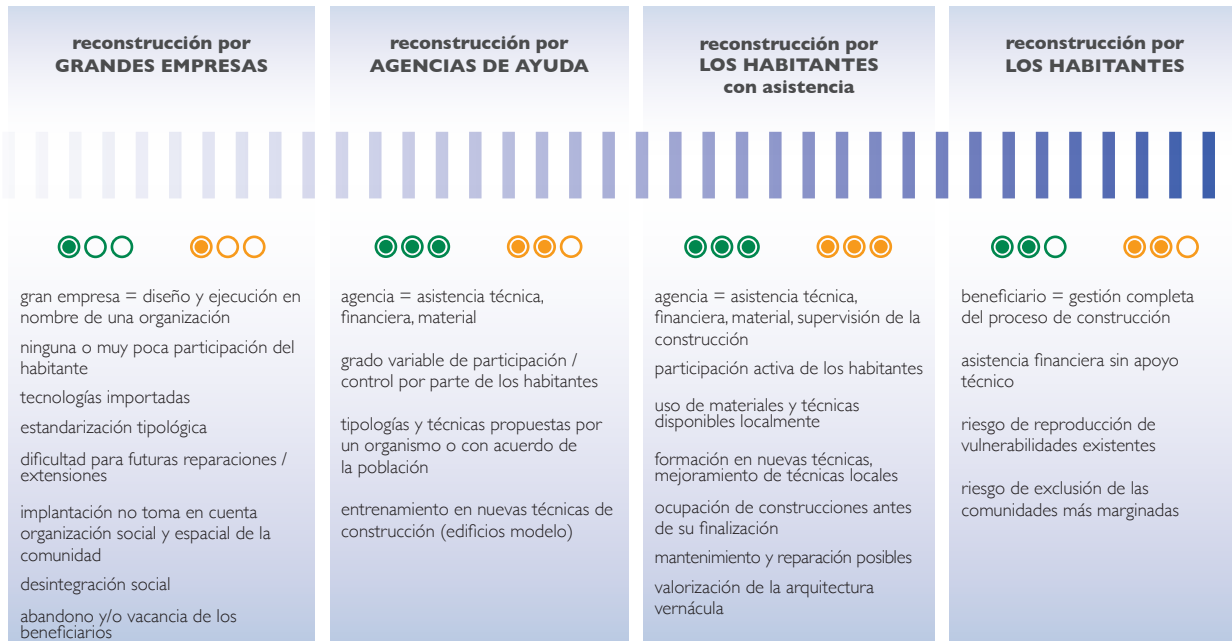 reconstrucción por
GRANDES EMPRESAS
gran empresa = diseño y ejecución en
nombre de una organización
ninguna o muy poca participación del
habitante
tecnologías importadas
estandarización tipológica
dificultad para futuras reparaciones /
extensiones
implantación no toma en cuenta
organización social y espacial de la
comunidad
desintegración social
abandono y/o vacancia de los
beneficiarios
reconstrucción por
AGENCIAS DE AYUDA
agencia = asistencia técnica,
financiera, material
grado variable de participación /
control por parte de los habitantes
tipologías y técnicas propuestas por
un organismo o con acuerdo de
la población
entrenamiento en nuevas técnicas de
construcción (edificios modelo)
reconstrucción por
LOS HABITANTES
con asistencia
agencia = asistencia técnica,
financiera, material, supervisión de la
construcción
participación activa de los habitantes
uso de materiales y técnicas
disponibles localmente
formación en nuevas técnicas,
mejoramiento de técnicas locales
ocupación de construcciones antes
de su finalización
mantenimiento y reparación posibles
valorización de la arquitectura
vernácula
reconstrucción por
LOS HABITANTES
beneficiario = gestión completa
del proceso de construcción
asistencia financiera sin apoyo
técnico
riesgo de reproducción de
vulnerabilidades existentes
riesgo de exclusión de las
comunidades más marginadas